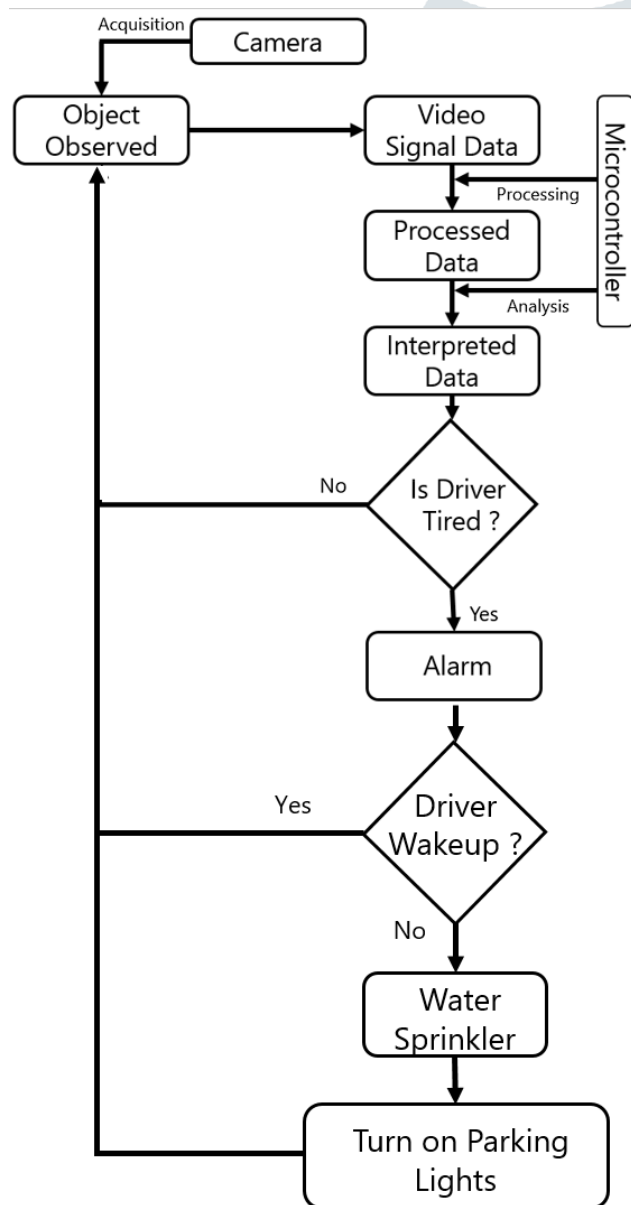 Acquisition
Camera
Object
Observed
Video
Signal Data
Microcontroller
Processing
Processed
Data
Analysis
Interpreted
Data
No
Is Driver
Tired ?
Yes
Alarm
Yes
Driver
Wakeup ?
No
Water
Sprinkler
Turn on Parking
Lights